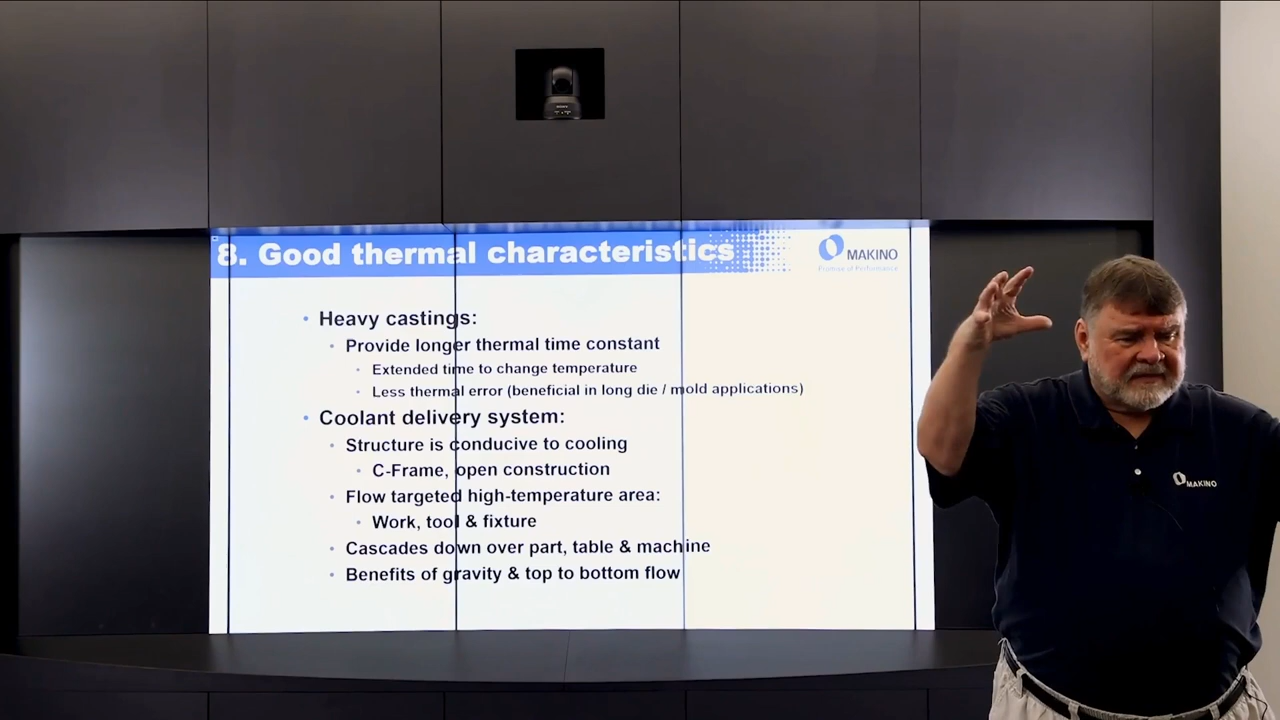 8. Good thermal characteristics
MAKINO
Promise of Performance
• Heavy castings:
• Provide longer thermal time constant
• Extended time to change temperature
• Less thermal error (beneficial in long die / mold applications)
• Coolant delivery system:
• Structure is conducive to cooling
• C-Frame, open construction
• Flow targeted high-temperature area:
• Work, tool & fixture
• Cascades down over part, table & machine
• Benefits of gravity & top to bottom flow
MAKINO